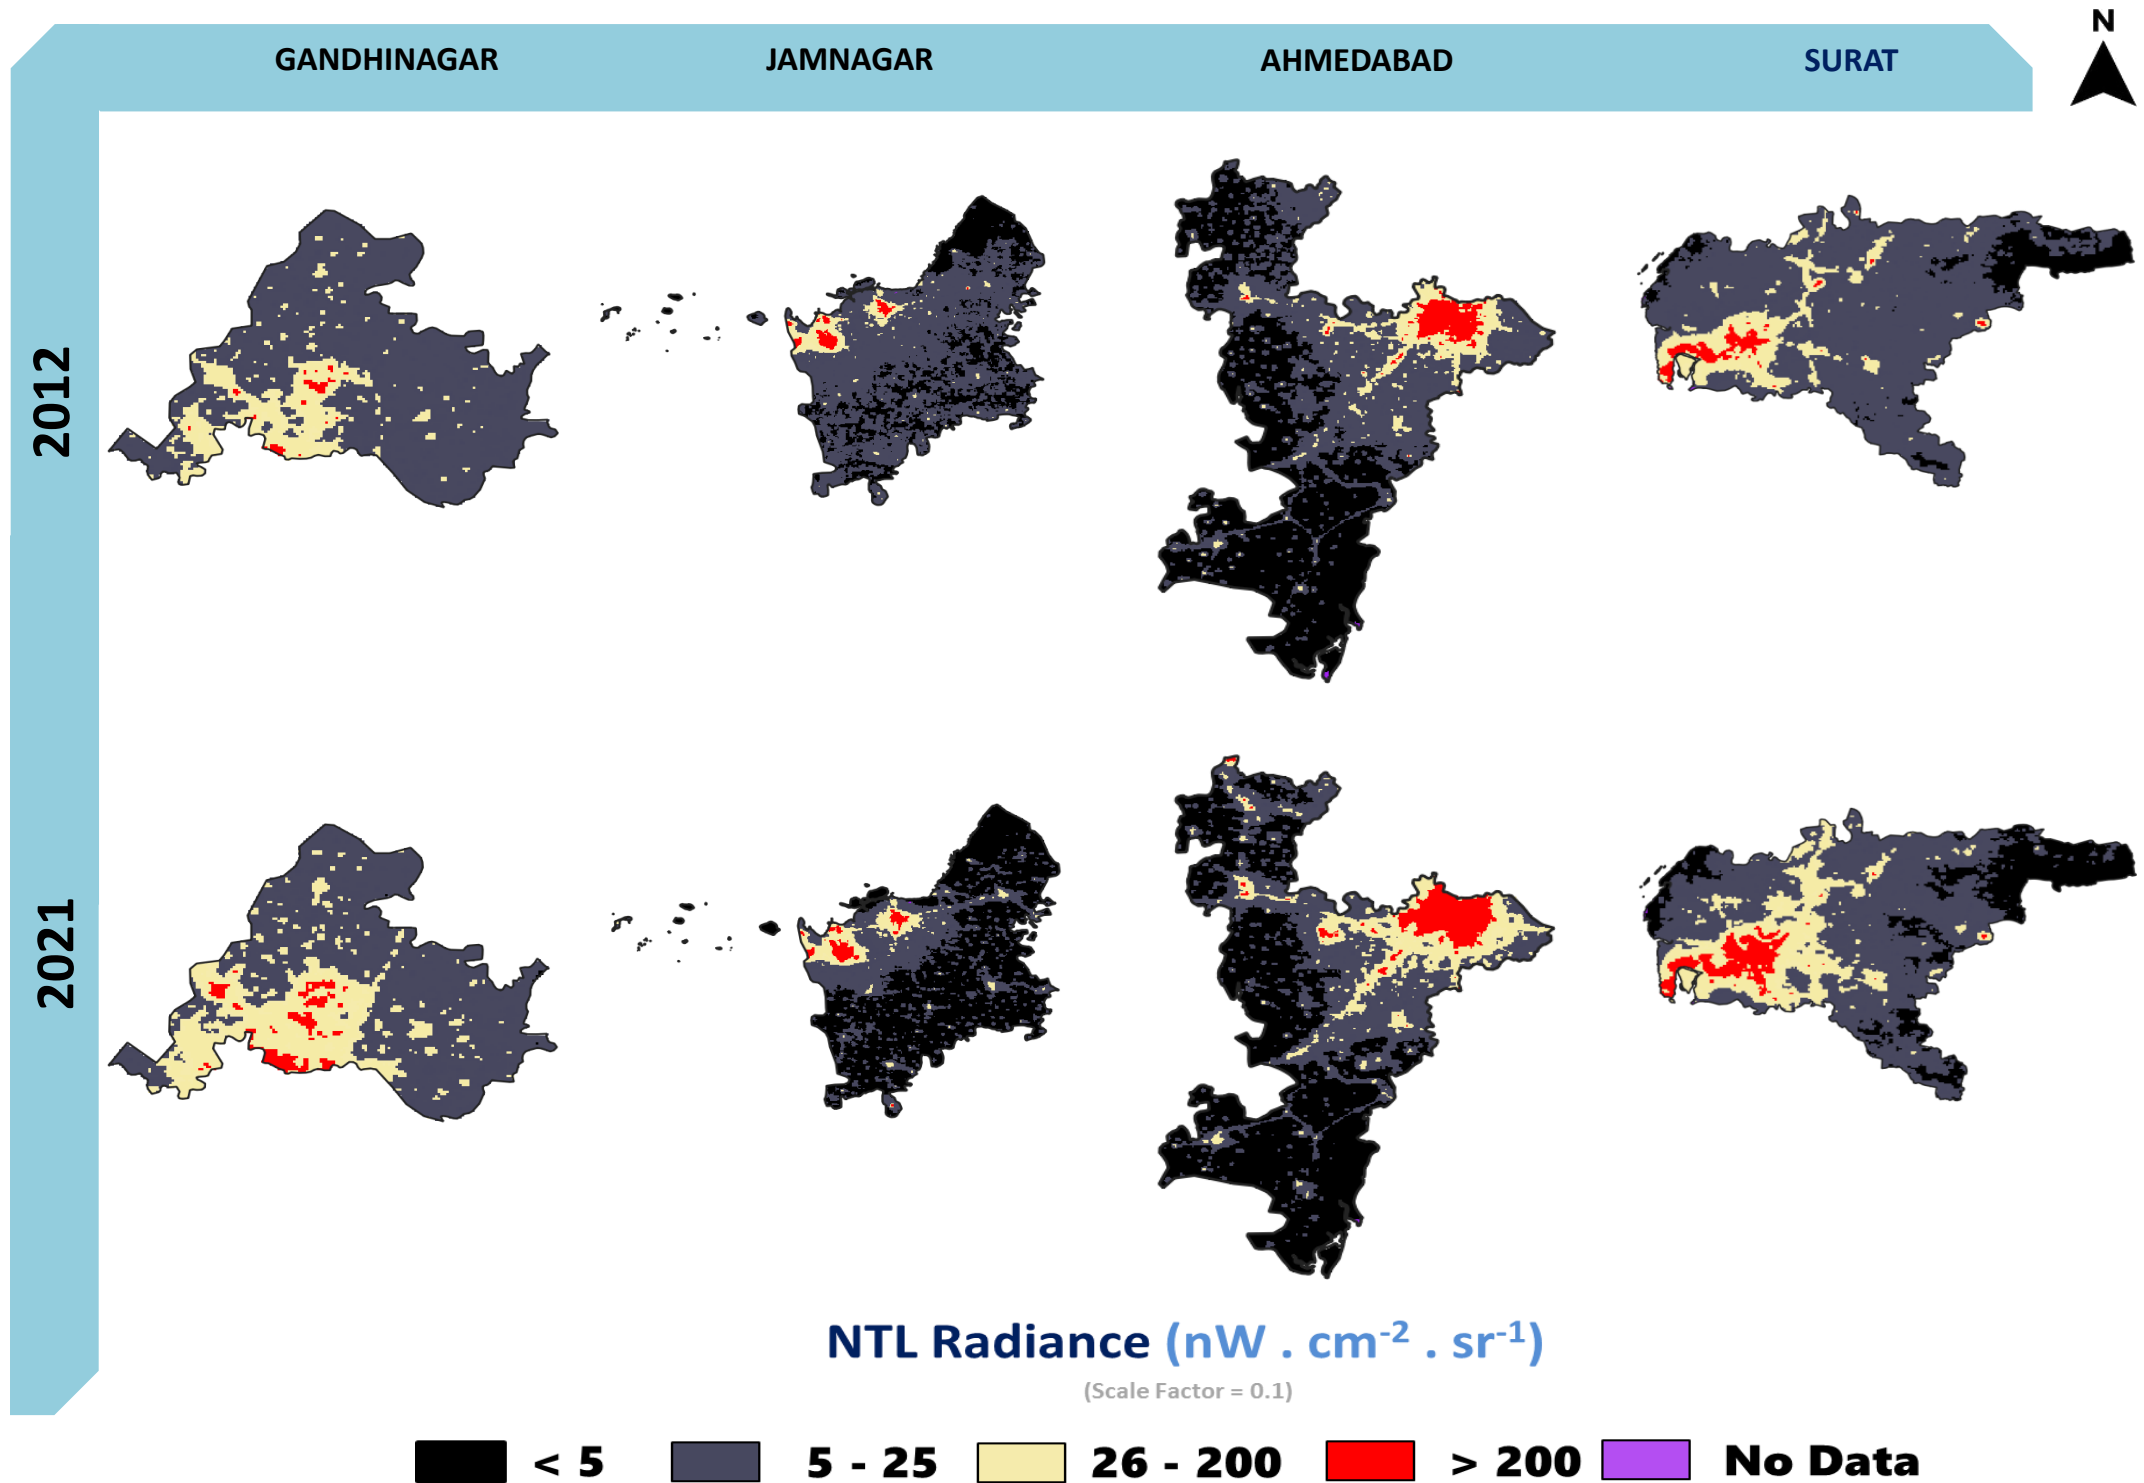 N
GANDHINAGAR JAMNAGAR AHMEDABAD SURAT
2012
2021
NTL Radiance (nW . cm⁻² . sr⁻¹)
(Scale Factor = 0.1)
< 5 5 - 25 26 - 200 > 200 No Data